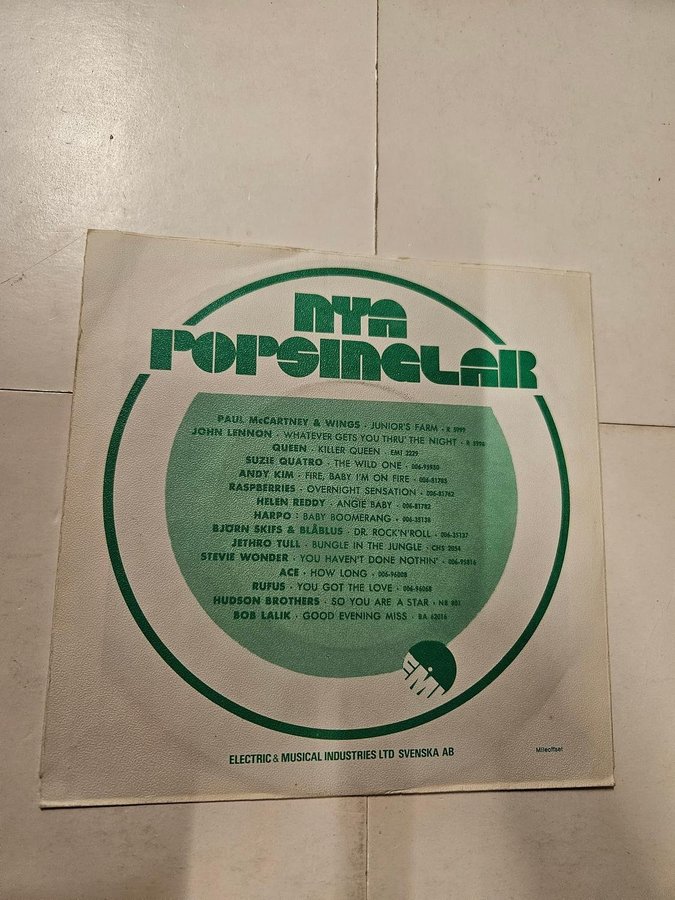 NYA
POPSINGLAR
PAUL McCARTNEY & WINGS · JUNIOR'S FARM · R 5999
JOHN LENNON · WHATEVER GETS YOU THRU' THE NIGHT · R 5998
QUEEN · KILLER QUEEN · EMI 2229
SUZIE QUATRO · THE WILD ONE · 006-95950
ANDY KIM · FIRE, BABY I'M ON FIRE · 006-81785
RASPBERRIES · OVERNIGHT SENSATION · 006-81762
HELEN REDDY · ANGIE BABY · 006-81782
HARPO : BABY BOOMERANG · 006-35138
BJÖRN SKIFS & BLÅBLUS · DR. ROCK'N'ROLL · 006-35137
JETHRO TULL · BUNGLE IN THE JUNGLE · CHS 2054
STEVIE WONDER · YOU HAVEN'T DONE NOTHIN' · 006-95816
ACE · HOW LONG · 006-96008
RUFUS · YOU GOT THE LOVE · 006-96068
HUDSON BROTHERS · SO YOU ARE A STAR · NB 801
BOB LALIK · GOOD EVENING MISS · BA 62016
EMI
ELECTRIC & MUSICAL INDUSTRIES LTD SVENSKA AB
Milleoffset